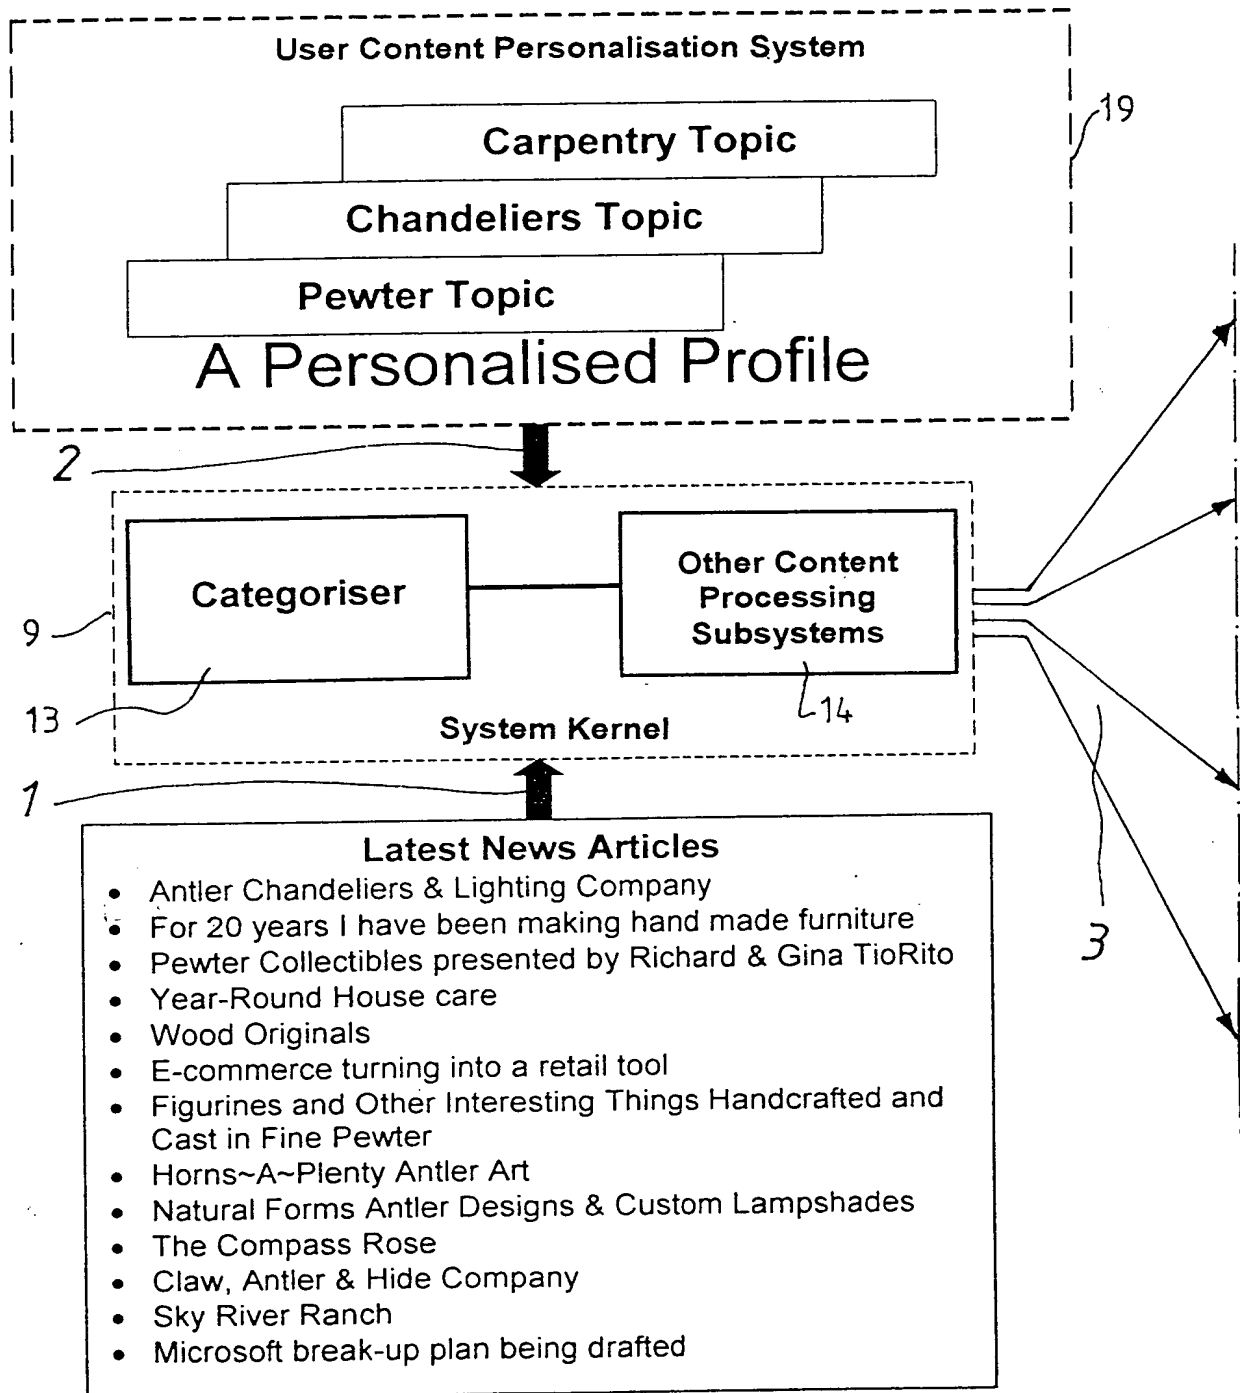 User Content Personalisation System
19
Carpentry Topic
Chandeliers Topic
Pewter Topic
A Personalised Profile
2
Categoriser
Other Content
Processing
Subsystems
9
13
14
System Kernel
3
1
Latest News Articles
• Antler Chandeliers & Lighting Company
• For 20 years I have been making hand made furniture
• Pewter Collectibles presented by Richard & Gina TioRito
• Year-Round House care
• Wood Originals
• E-commerce turning into a retail tool
• Figurines and Other Interesting Things Handcrafted and
Cast in Fine Pewter
• Horns~A~Plenty Antler Art
• Natural Forms Antler Designs & Custom Lampshades
• The Compass Rose
• Claw, Antler & Hide Company
• Sky River Ranch
• Microsoft break-up plan being drafted